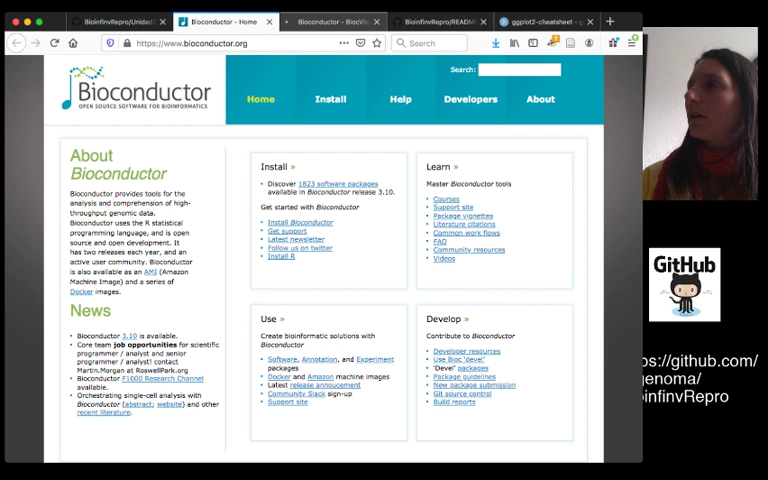 BioinfinvRepro/Unidad
Bioconductor - Home
Bioconductor - BiocVie
BioinfinvRepro/READM
ggplot2-cheatsheet - g
https://www.bioconductor.org
Search
Search:
Bioconductor
OPEN SOURCE SOFTWARE FOR BIOINFORMATICS
Home
Install
Help
Developers
About
About
Bioconductor
Bioconductor provides tools for the
analysis and comprehension of high-
throughput genomic data.
Bioconductor uses the R statistical
programming language, and is open
source and open development. It
has two releases each year, and an
active user community. Bioconductor
is also available as an AMI (Amazon
Machine Image) and a series of
Docker images.
News
• Bioconductor 3.10 is available.
• Core team job opportunities for scientific
programmer / analyst and senior
programmer / analyst! contact
Martin.Morgan at RoswellPark.org
• Bioconductor F1000 Research Channel
available.
• Orchestrating single-cell analysis with
Bioconductor (abstract; website) and other
recent literature.
Install »
• Discover 1823 software packages
available in Bioconductor release 3.10.
Get started with Bioconductor
• Install Bioconductor
• Get support
• Latest newsletter
• Follow us on twitter
• Install R
Learn »
Master Bioconductor tools
• Courses
• Support site
• Package vignettes
• Literature citations
• Common work flows
• FAQ
• Community resources
• Videos
Use »
Create bioinformatic solutions with
Bioconductor
• Software, Annotation, and Experiment
packages
• Docker and Amazon machine images
• Latest release annoucement
• Community Slack sign-up
• Support site
Develop »
Contribute to Bioconductor
• Developer resources
• Use Bioc 'devel'
• 'Devel' packages
• Package guidelines
• New package submission
• Git source control
• Build reports
GitHub
ps://github.com/
genoma/
oinfinvRepro